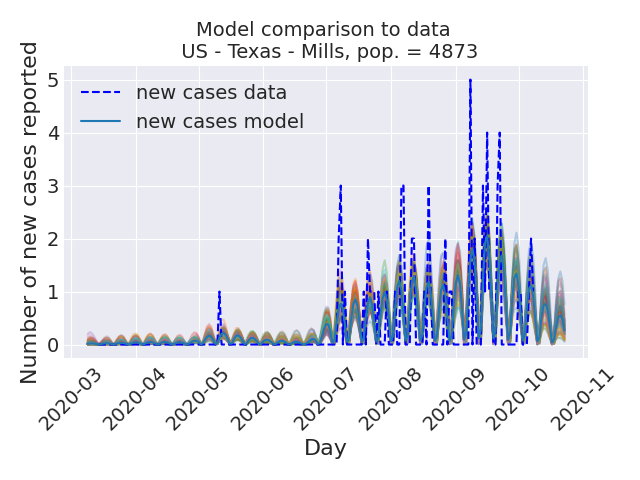 Model comparison to data
US - Texas - Mills, pop. = 4873
Number of new cases reported
5
4
3
2
1
0
new cases data
new cases model
2020-03
2020-04
2020-05
2020-06
2020-07
2020-08
2020-09
2020-10
2020-11
Day